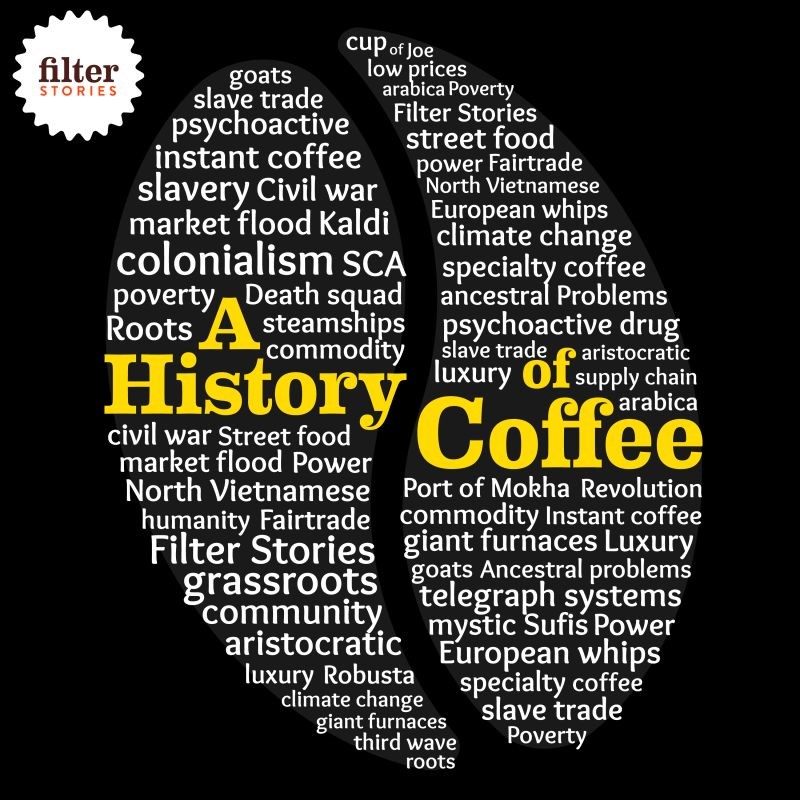 filter
STORIES
goats
slave trade
psychoactive
instant coffee
slavery Civil war
market flood Kaldi
colonialism SCA
poverty Death squad
Roots A steamships
commodity
History
civil war Street food
market flood Power
North Vietnamese
humanity Fairtrade
Filter Stories
grassroots
community
aristocratic
luxury Robusta
climate change
giant furnaces
third wave
roots
cup of Joe
low prices
arabica Poverty
Filter Stories
street food
power Fairtrade
North Vietnamese
European whips
climate change
specialty coffee
ancestral Problems
psychoactive drug
slave trade aristocratic
luxury of supply chain
arabica
Coffee
Port of Mokha Revolution
commodity Instant coffee
giant furnaces Luxury
goats Ancestral problems
telegraph systems
mystic Sufis Power
European whips
specialty coffee
slave trade
Poverty